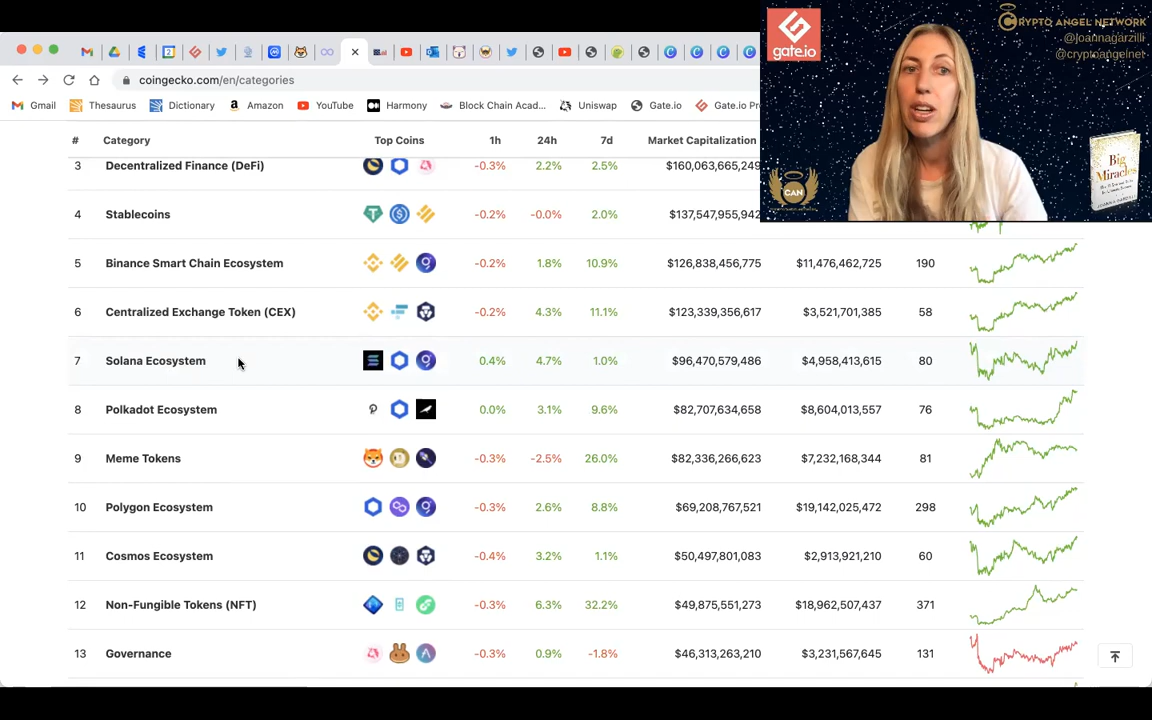 gate.io
CRYPTO ANGEL NETWORK
@joannagarzilli
@cryptoangelnet
CAN
Big
Miracles
coingecko.com/en/categories
Gmail Thesaurus Dictionary Amazon YouTube Harmony Block Chain Acad... Uniswap Gate.io Gate.io Pro
# Category Top Coins 1h 24h 7d Market Capitalization
3 Decentralized Finance (DeFi) -0.3% 2.2% 2.5% $160,063,665,249
4 Stablecoins -0.2% -0.0% 2.0% $137,547,955,942
5 Binance Smart Chain Ecosystem -0.2% 1.8% 10.9% $126,838,456,775 $11,476,462,725 190
6 Centralized Exchange Token (CEX) -0.2% 4.3% 11.1% $123,339,356,617 $3,521,701,385 58
7 Solana Ecosystem 0.4% 4.7% 1.0% $96,470,579,486 $4,958,413,615 80
8 Polkadot Ecosystem 0.0% 3.1% 9.6% $82,707,634,658 $8,604,013,557 76
9 Meme Tokens -0.3% -2.5% 26.0% $82,336,266,623 $7,232,168,344 81
10 Polygon Ecosystem -0.3% 2.6% 8.8% $69,208,767,521 $19,142,025,472 298
11 Cosmos Ecosystem -0.4% 3.2% 1.1% $50,497,801,083 $2,913,921,210 60
12 Non-Fungible Tokens (NFT) -0.3% 6.3% 32.2% $49,875,551,273 $18,962,507,437 371
13 Governance -0.3% 0.9% -1.8% $46,313,263,210 $3,231,567,645 131